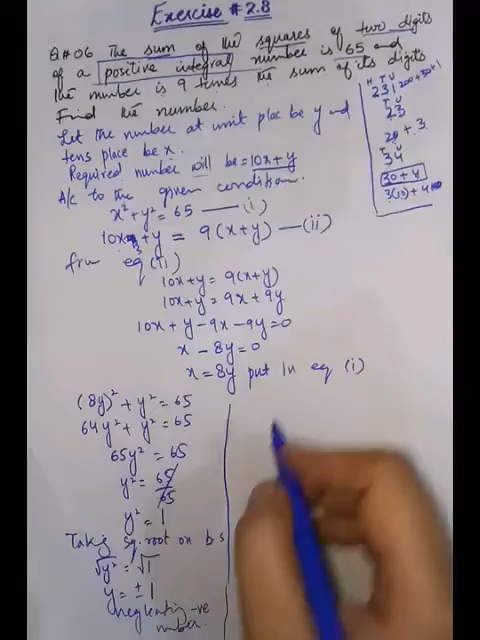 Exercise # 2.8
Q # 06 The sum of the squares of two digits
of a positive integral number is 65 and
the number is 9 times the sum of its digits
Find the number.
Let the number at unit place be y and
tens place be x.
Required number will be = 10x + y
A/c to the given condition.
x² + y² = 65 —— (i)
10x + y = 9(x+y) —— (ii)
from eq (ii)
10x + y = 9(x+y)
10x + y = 9x + 9y
10x + y - 9x - 9y = 0
x - 8y = 0
x = 8y put in eq (i)
(8y)² + y² = 65
64y² + y² = 65
65y² = 65
y² = 65/65
y² = 1
Taking Sq. root on b.s
√y² = √1
y = ± 1
neglecting -ve
number.
H T U
231 200+30+1
T U
23
20 + 3
T U
34
30 + 4
3(10) + 4